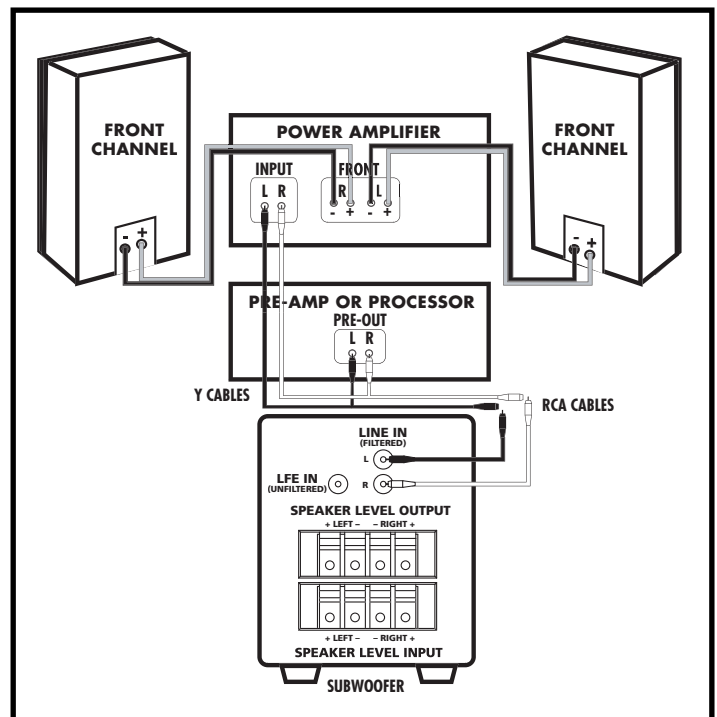 FRONT
CHANNEL
POWER AMPLIFIER
INPUT
L R
FRONT
R L
- + - +
FRONT
CHANNEL
- +
- +
PRE-AMP OR PROCESSOR
PRE-OUT
L R
Y CABLES
RCA CABLES
LINE IN
(FILTERED)
L
LFE IN
(UNFILTERED)
R
SPEAKER LEVEL OUTPUT
+ LEFT – – RIGHT +
+ LEFT – – RIGHT +
SPEAKER LEVEL INPUT
SUBWOOFER